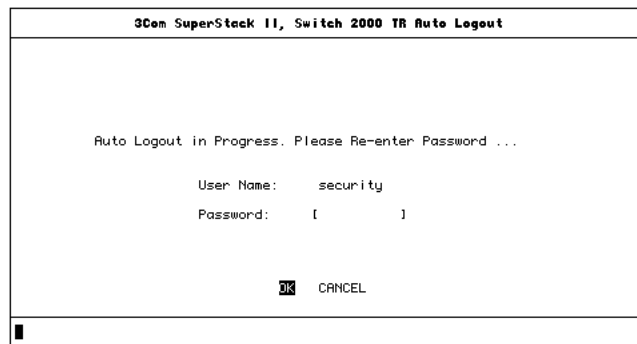 3Com SuperStack II, Switch 2000 TR Auto Logout
Auto Logout in Progress. Please Re-enter Password ...
User Name: security
Password: [ ]
OK CANCEL